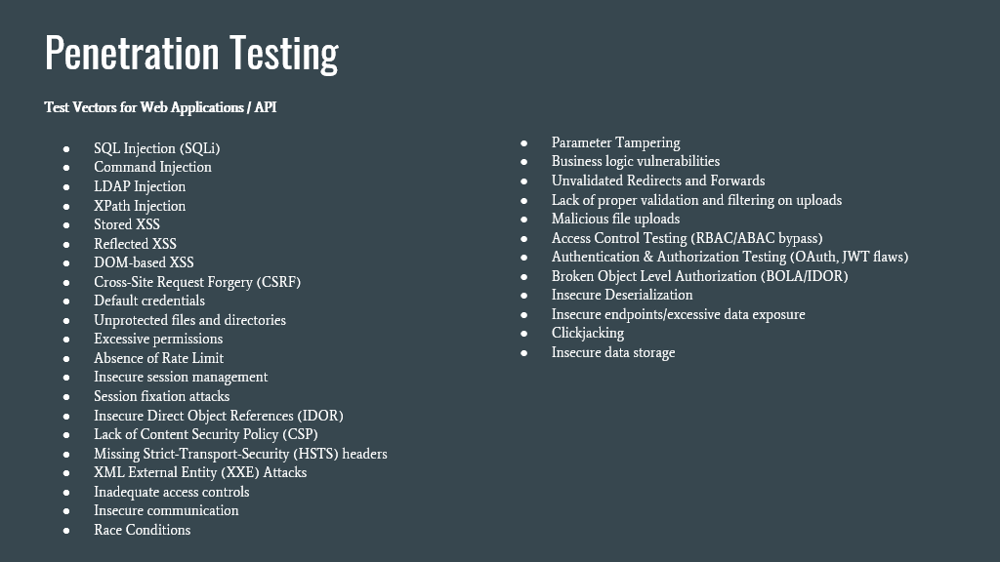 Penetration Testing
Test Vectors for Web Applications / API
● SQL Injection (SQLi)
● Command Injection
● LDAP Injection
● XPath Injection
● Stored XSS
● Reflected XSS
● DOM-based XSS
● Cross-Site Request Forgery (CSRF)
● Default credentials
● Unprotected files and directories
● Excessive permissions
● Absence of Rate Limit
● Insecure session management
● Session fixation attacks
● Insecure Direct Object References (IDOR)
● Lack of Content Security Policy (CSP)
● Missing Strict-Transport-Security (HSTS) headers
● XML External Entity (XXE) Attacks
● Inadequate access controls
● Insecure communication
● Race Conditions
● Parameter Tampering
● Business logic vulnerabilities
● Unvalidated Redirects and Forwards
● Lack of proper validation and filtering on uploads
● Malicious file uploads
● Access Control Testing (RBAC/ABAC bypass)
● Authentication & Authorization Testing (OAuth, JWT flaws)
● Broken Object Level Authorization (BOLA/IDOR)
● Insecure Deserialization
● Insecure endpoints/excessive data exposure
● Clickjacking
● Insecure data storage